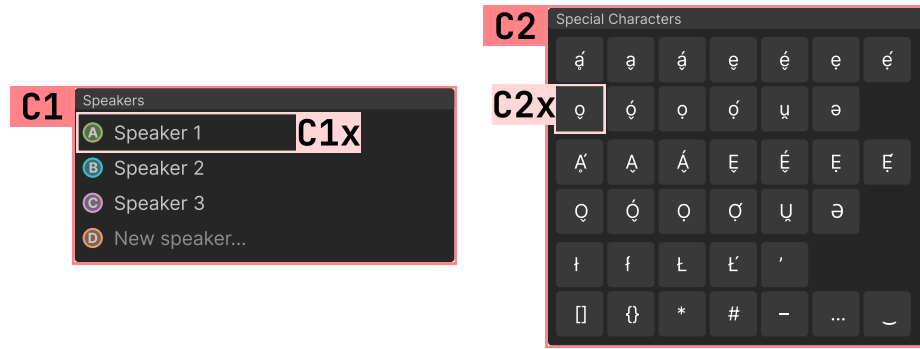 C1
Speakers
A Speaker 1
C1x
B Speaker 2
C Speaker 3
D New speaker...
C2
Special Characters
ą̊́ a̬ á̬ e̬ é̬ ẹ ẹ́
C2x
o̬ ó̬ ọ ọ́ u̬ ə
Ḁ́ A̬ Á̬ E̬ É̬ Ẹ Ẹ́
O̬ Ó̬ Ọ Ọ́ U̬ Ə
ł ł́ Ł Ł́ ’
[] {} * # – ... ‿